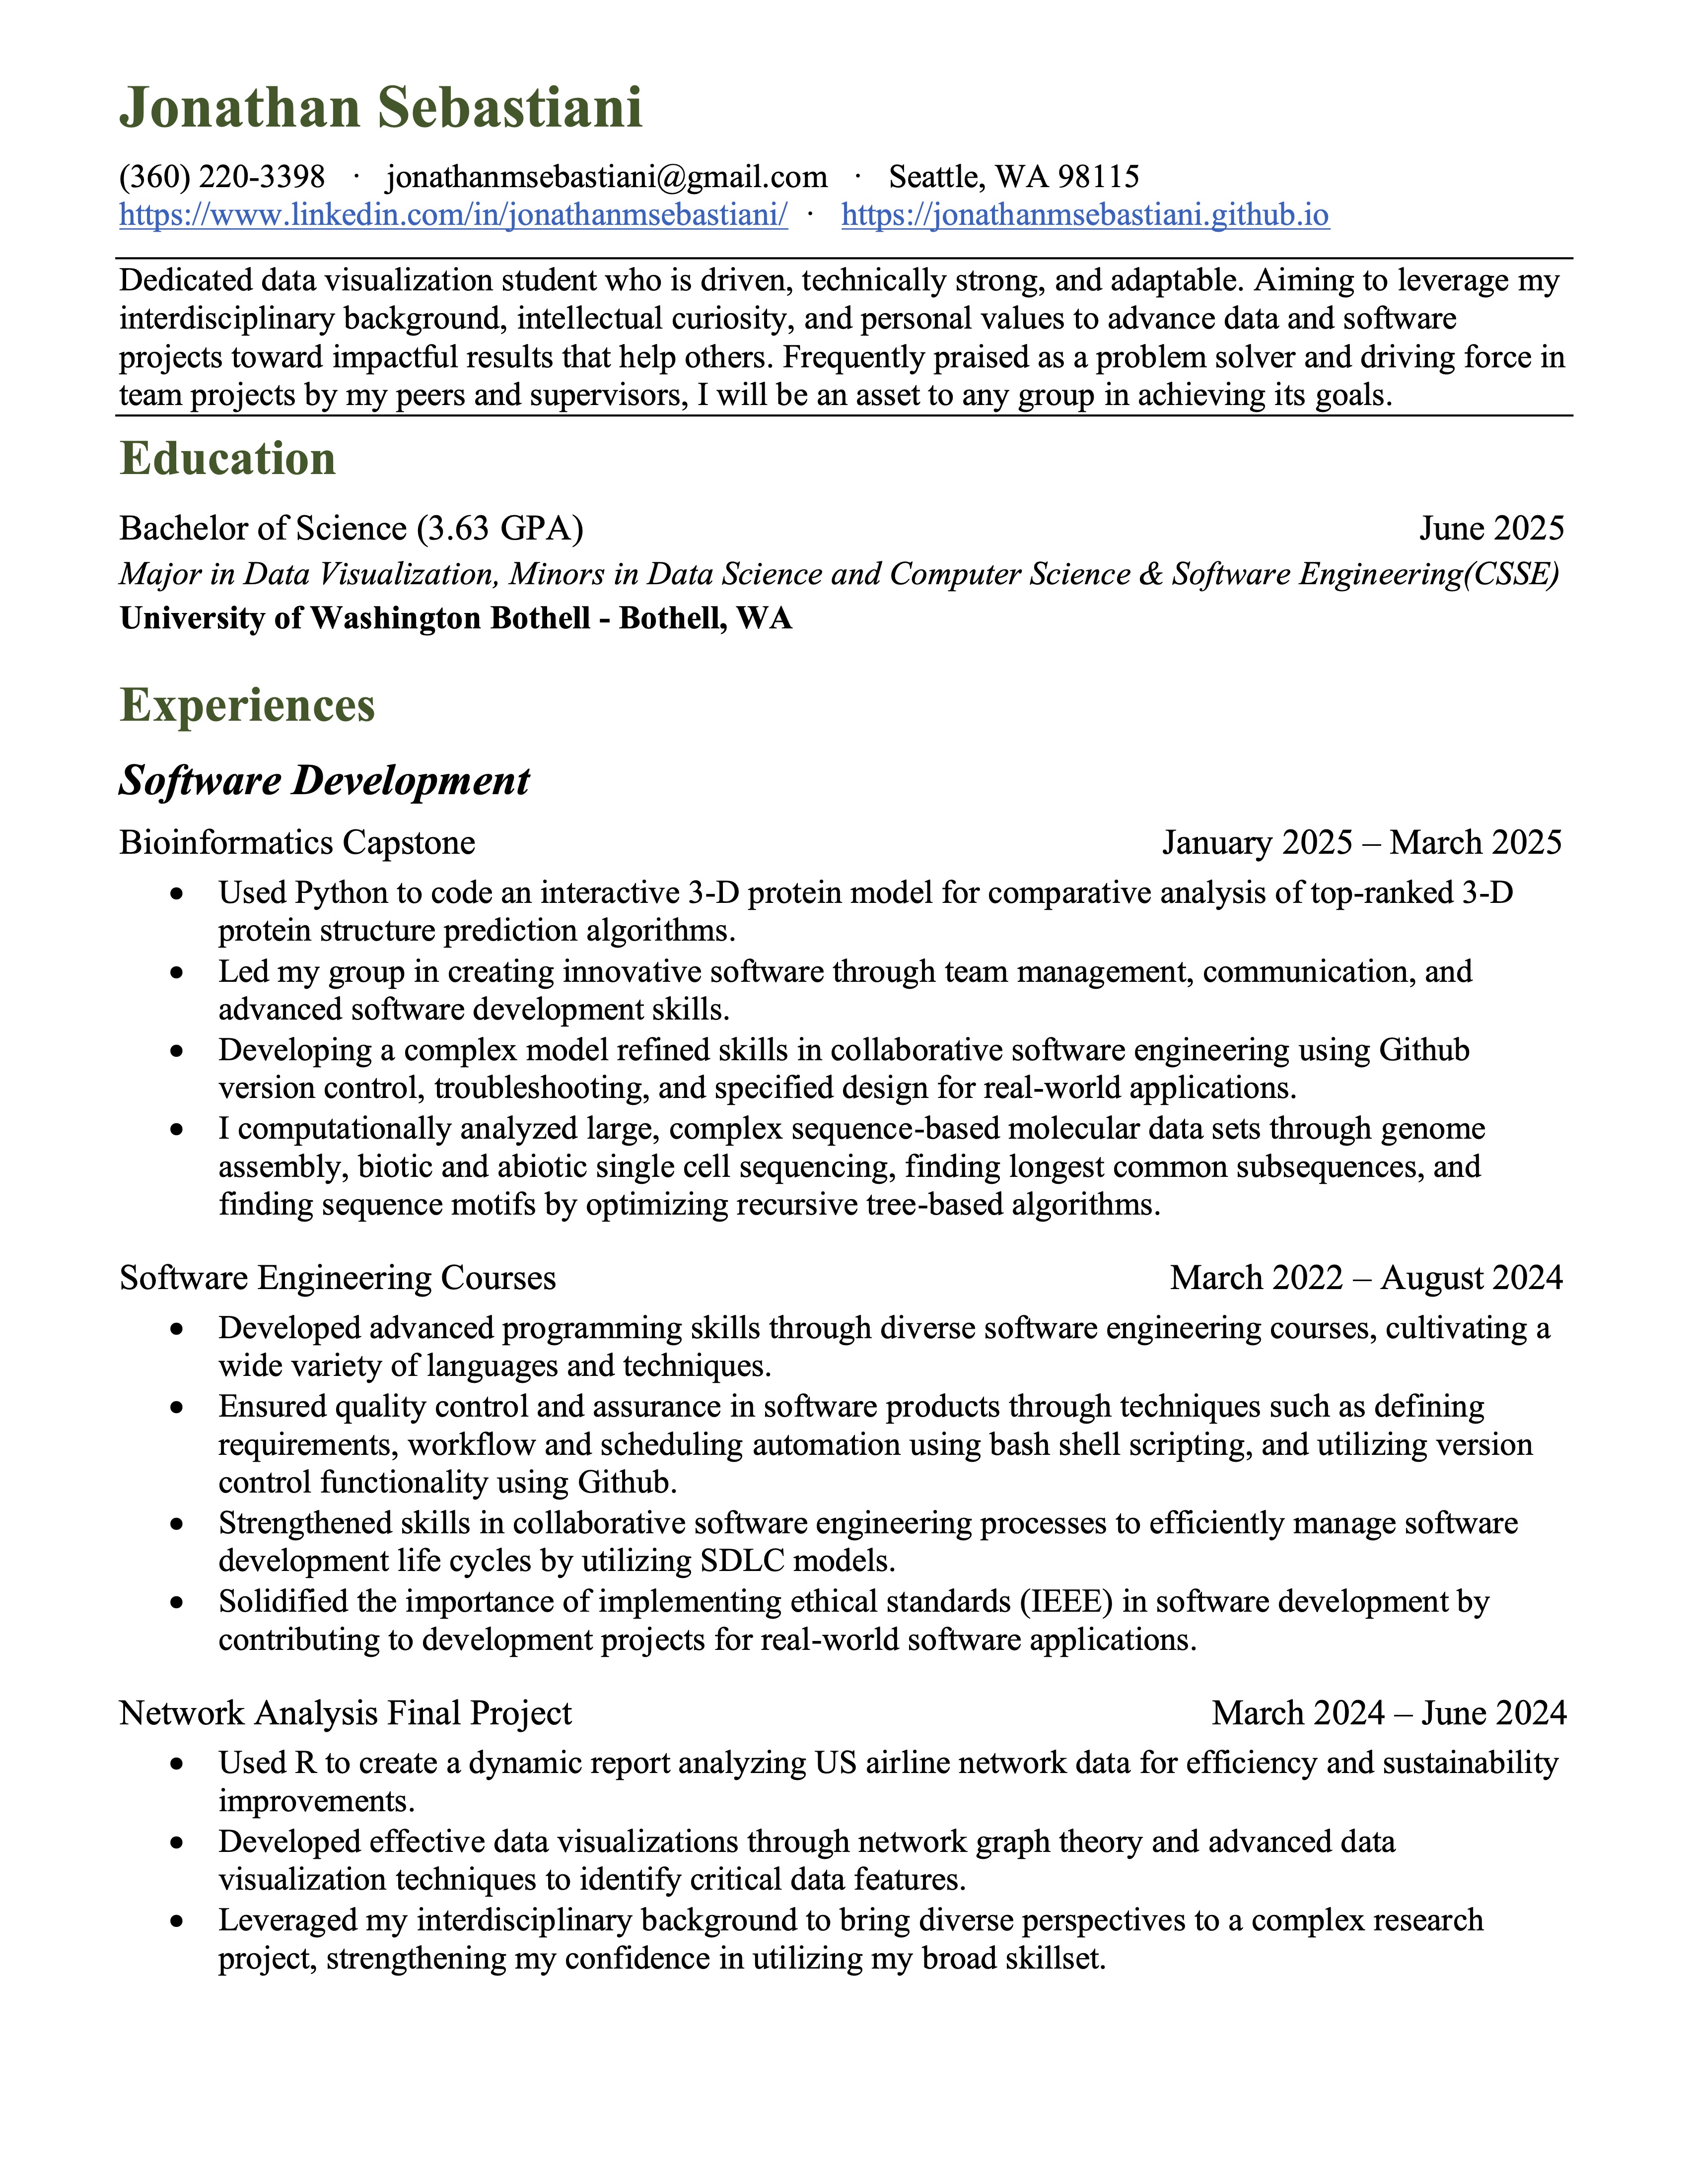 Jonathan Sebastiani
(360) 220-3398 · jonathanmsebastiani@gmail.com · Seattle, WA 98115
https://www.linkedin.com/in/jonathanmsebastiani/ · https://jonathanmsebastiani.github.io
Dedicated data visualization student who is driven, technically strong, and adaptable. Aiming to leverage my
interdisciplinary background, intellectual curiosity, and personal values to advance data and software
projects toward impactful results that help others. Frequently praised as a problem solver and driving force in
team projects by my peers and supervisors, I will be an asset to any group in achieving its goals.
Education
Bachelor of Science (3.63 GPA) June 2025
Major in Data Visualization, Minors in Data Science and Computer Science & Software Engineering(CSSE)
University of Washington Bothell - Bothell, WA
Experiences
Software Development
Bioinformatics Capstone January 2025 – March 2025
• Used Python to code an interactive 3-D protein model for comparative analysis of top-ranked 3-D
protein structure prediction algorithms.
• Led my group in creating innovative software through team management, communication, and
advanced software development skills.
• Developing a complex model refined skills in collaborative software engineering using Github
version control, troubleshooting, and specified design for real-world applications.
• I computationally analyzed large, complex sequence-based molecular data sets through genome
assembly, biotic and abiotic single cell sequencing, finding longest common subsequences, and
finding sequence motifs by optimizing recursive tree-based algorithms.
Software Engineering Courses March 2022 – August 2024
• Developed advanced programming skills through diverse software engineering courses, cultivating a
wide variety of languages and techniques.
• Ensured quality control and assurance in software products through techniques such as defining
requirements, workflow and scheduling automation using bash shell scripting, and utilizing version
control functionality using Github.
• Strengthened skills in collaborative software engineering processes to efficiently manage software
development life cycles by utilizing SDLC models.
• Solidified the importance of implementing ethical standards (IEEE) in software development by
contributing to development projects for real-world software applications.
Network Analysis Final Project March 2024 – June 2024
• Used R to create a dynamic report analyzing US airline network data for efficiency and sustainability
improvements.
• Developed effective data visualizations through network graph theory and advanced data
visualization techniques to identify critical data features.
• Leveraged my interdisciplinary background to bring diverse perspectives to a complex research
project, strengthening my confidence in utilizing my broad skillset.